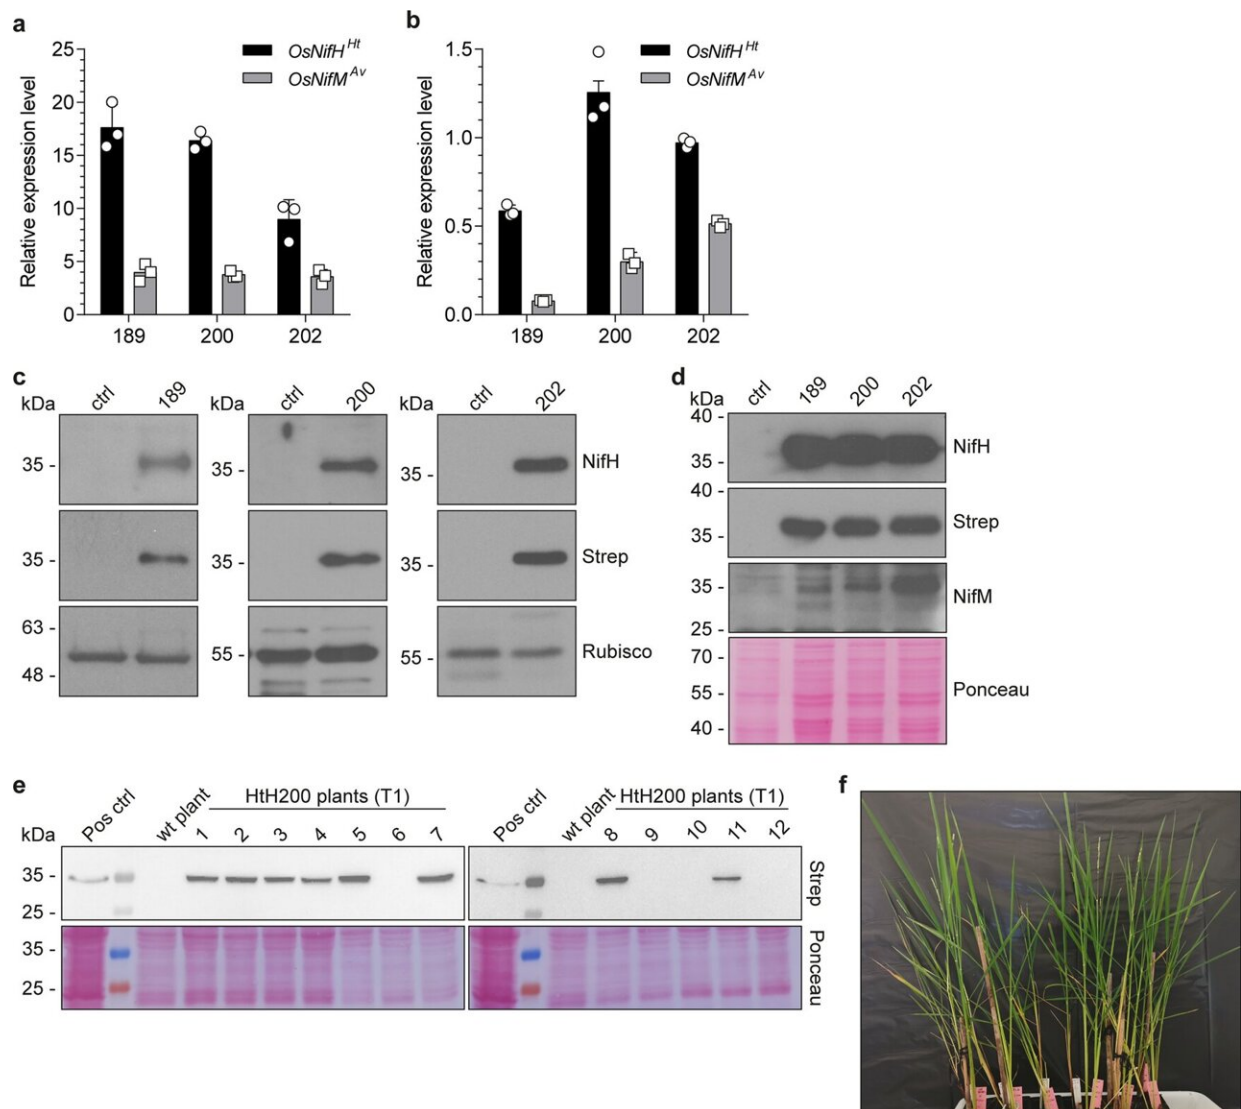 a
25
20
15
10
5
0
Relative expression level
OsNifH^Ht
OsNifM^Av
189 200 202
b
1.5
1.0
0.5
0.0
Relative expression level
OsNifH^Ht
OsNifM^Av
189 200 202
c
kDa ctrl 189 kDa ctrl 200 kDa ctrl 202
35 - 35 - 35 - NifH
35 - 35 - 35 - Strep
63 -
55 - 55 - Rubisco
48 -
d
kDa ctrl 189 200 202
40 -
35 - NifH
40 -
35 - Strep
35 - NifM
25 -
70 -
55 - Ponceau
40 -
e
HtH200 plants (T1) HtH200 plants (T1)
kDa Pos ctrl wt plant 1 2 3 4 5 6 7 Pos ctrl wt plant 8 9 10 11 12
35 - Strep
25 -
35 - Ponceau
25 -
f